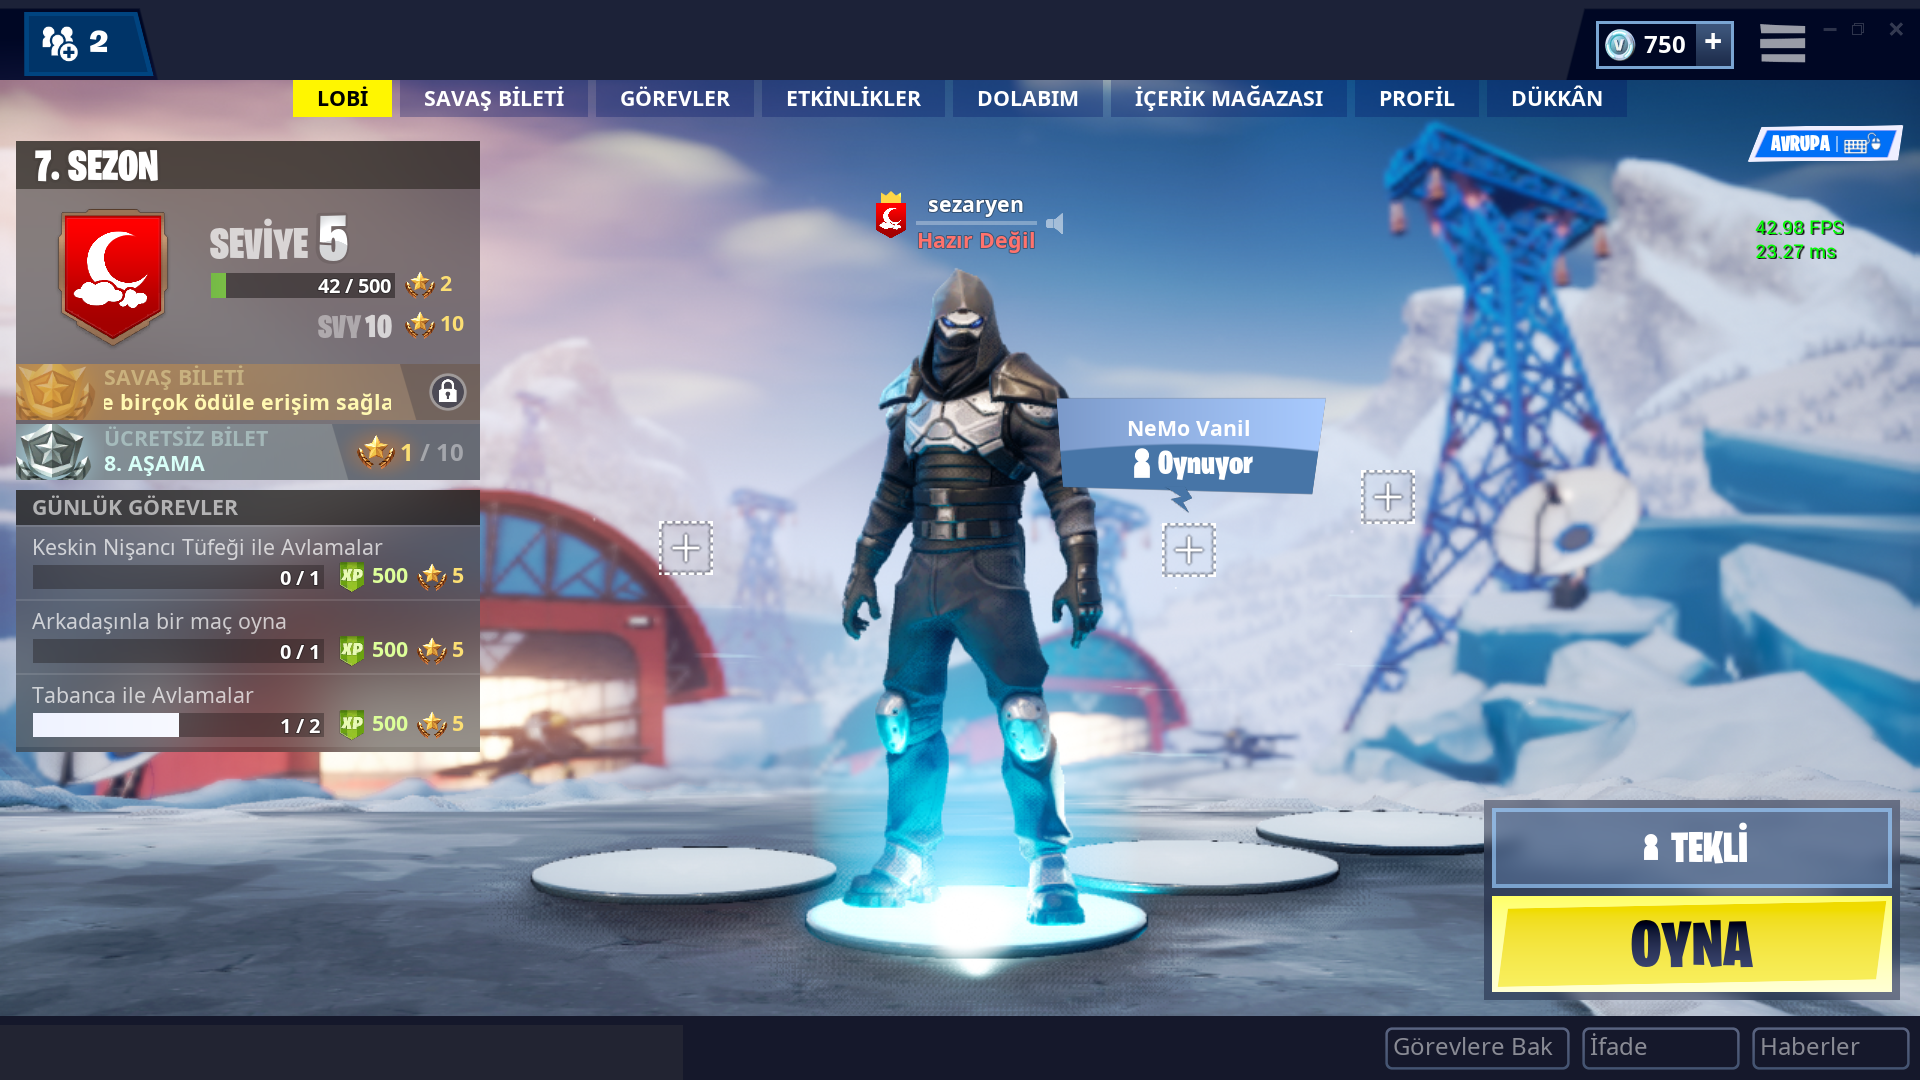 2
750 +
LOBİ SAVAŞ BİLETİ GÖREVLER ETKİNLİKLER DOLABIM İÇERİK MAĞAZASI PROFİL DÜKKÂN
AVRUPA
42.98 FPS
23.27 ms
7. SEZON
SEVİYE 5
42 / 500 2
SVY 10 10
SAVAŞ BİLETİ
e birçok ödüle erişim sağla
ÜCRETSİZ BİLET
8. AŞAMA
1 / 10
GÜNLÜK GÖREVLER
Keskin Nişancı Tüfeği ile Avlamalar
0 / 1 XP 500 5
Arkadaşınla bir maç oyna
0 / 1 XP 500 5
Tabanca ile Avlamalar
1 / 2 XP 500 5
sezaryen
Hazır Değil
NeMo Vanil
Oynuyor
TEKLİ
OYNA
Görevlere Bak İfade Haberler